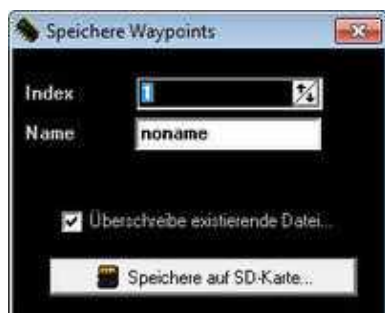 Speichere Waypoints
Index
1
Name
noname
Überschreibe existierende Datei...
Speichere auf SD-Karte...